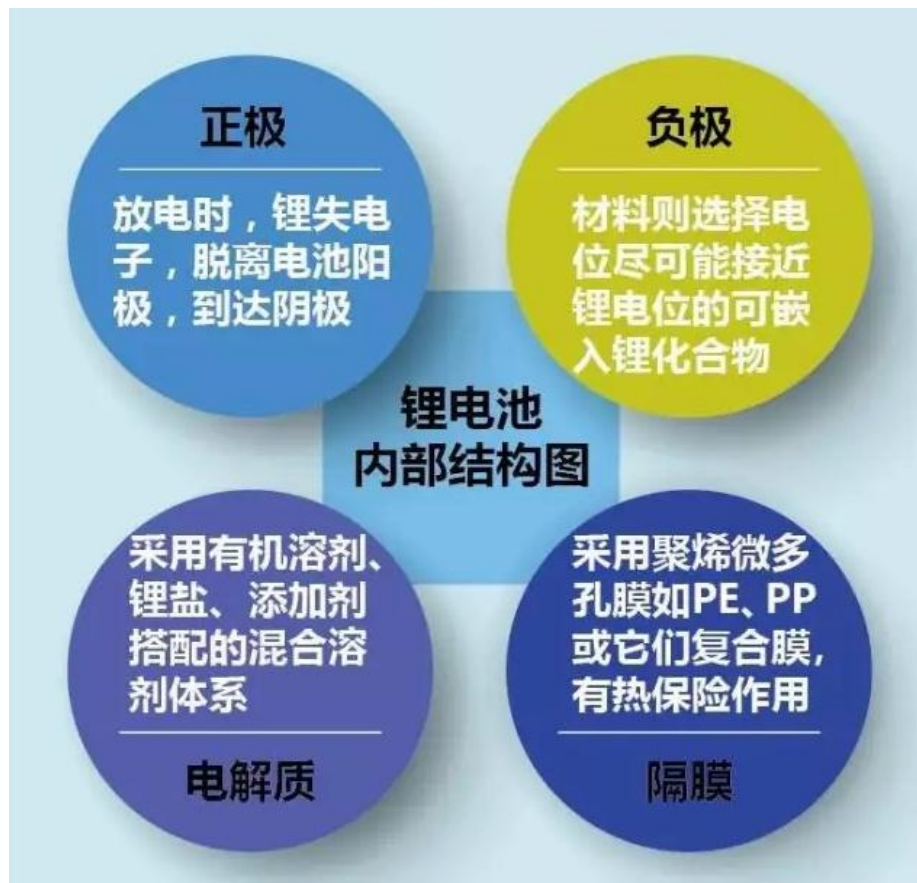 正极
放电时，锂失电
子，脱离电池阳
极，到达阴极
负极
材料则选择电
位尽可能接近
锂电位的可嵌
入锂化合物
锂电池
内部结构图
采用有机溶剂、
锂盐、添加剂
搭配的混合溶
剂体系
电解质
采用聚烯微多
孔膜如PE、PP
或它们复合膜，
有热保险作用
隔膜